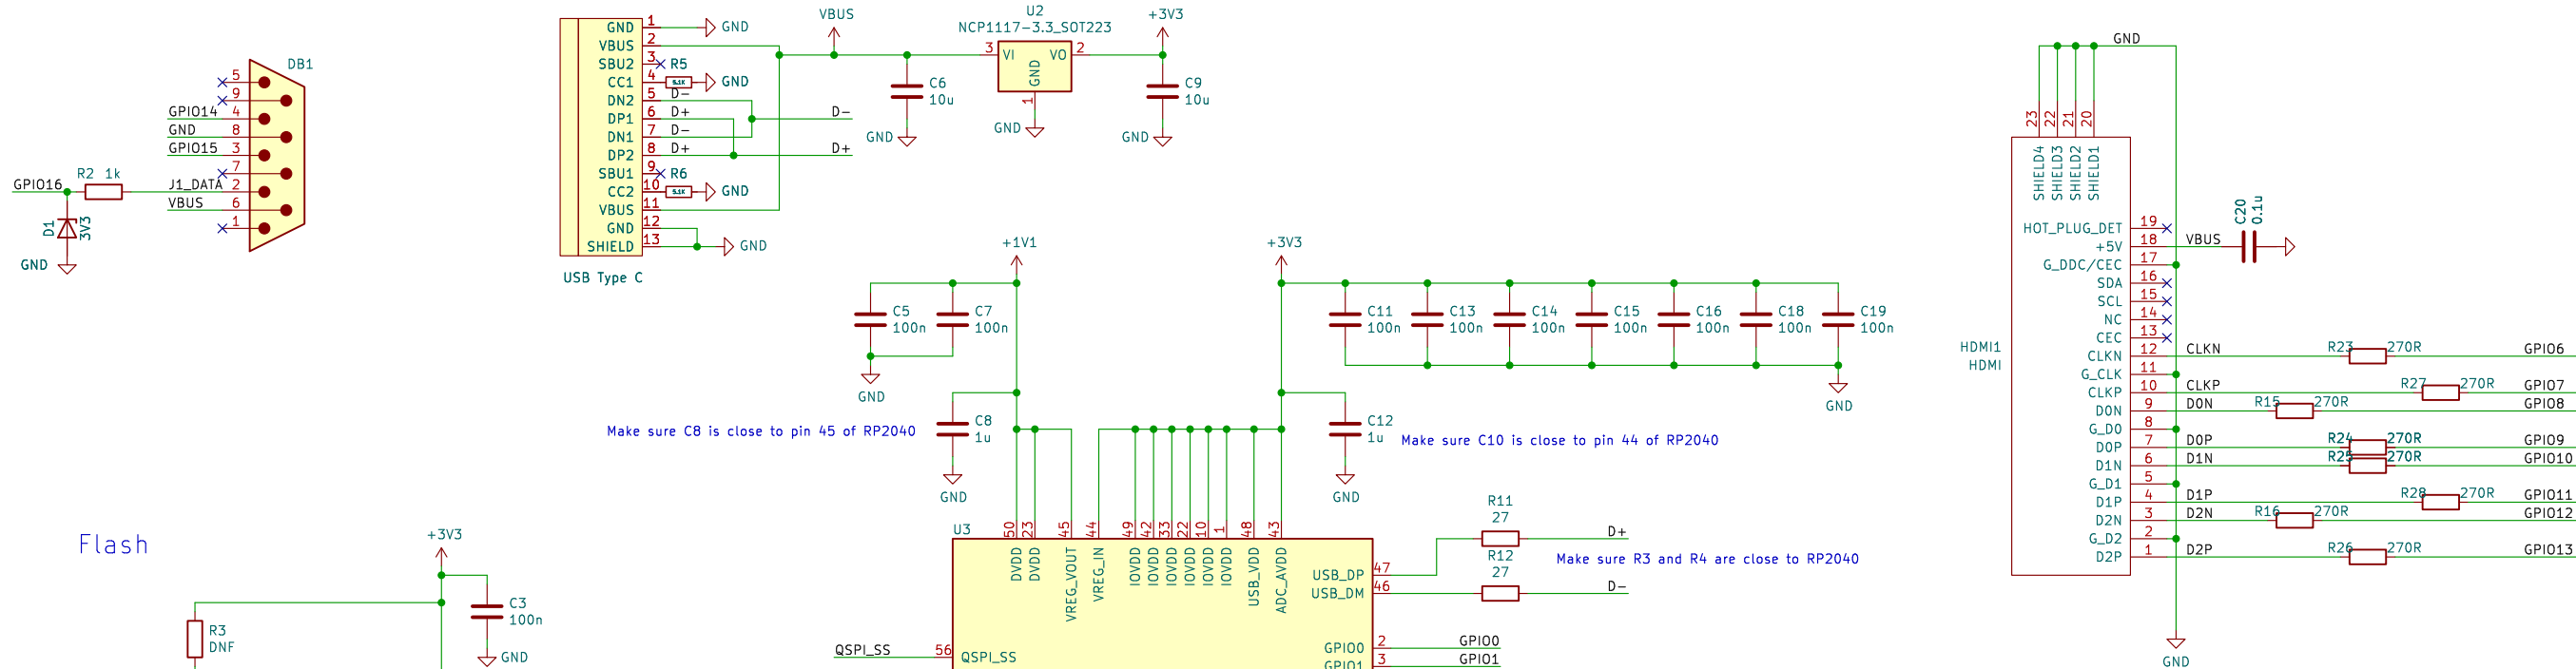 DB1
5
9
GPIO14 4
GND 8
GPIO15 3
7
GPIO16 R2 1k J1_DATA 2
VBUS 6
1
D1 3V3
GND
GND 1 GND
VBUS 2
SBU2 3 R5
CC1 4 5.1K GND
DN2 5 D-
DP1 6 D+ D-
DN1 7 D-
DP2 8 D+ D+
SBU1 9 R6
CC2 10 5.1K GND
VBUS 11
GND 12
SHIELD 13 GND
USB Type C
VBUS
U2
NCP1117-3.3_SOT223
+3V3
3 VI VO 2
GND
1
GND
C6
10u
GND
C9
10u
GND
+1V1
C5
100n
C7
100n
GND
Make sure C8 is close to pin 45 of RP2040
C8
1u
GND
+3V3
C11
100n
C13
100n
C14
100n
C15
100n
C16
100n
C18
100n
C19
100n
GND
C12
1u
GND
Make sure C10 is close to pin 44 of RP2040
U3
50 DVDD
23 DVDD
45 VREG_VOUT
44 VREG_IN
49 IOVDD
42 IOVDD
33 IOVDD
22 IOVDD
10 IOVDD
1 IOVDD
48 USB_VDD
43 ADC_AVDD
R11
27
D+
R12
27
D-
Make sure R3 and R4 are close to RP2040
USB_DP 47
USB_DM 46
GPIO0 2 GPIO0
GPIO1 3 GPIO1
QSPI_SS 56 QSPI_SS
Flash
+3V3
C3
100n
GND
R3
DNF
GND
23 22 21 20
SHIELD4
SHIELD3
SHIELD2
SHIELD1
HDMI1
HDMI
HOT_PLUG_DET 19
+5V 18 VBUS C20 0.1u
G_DDC/CEC 17
SDA 16
SCL 15
NC 14
CEC 13
CLKN 12 CLKN R23 270R GPIO6
G_CLK 11
CLKP 10 CLKP R27 270R GPIO7
D0N 9 D0N R15 270R GPIO8
G_D0 8
D0P 7 D0P R24 270R GPIO9
D1N 6 D1N R25 270R GPIO10
G_D1 5
D1P 4 D1P R28 270R GPIO11
D2N 3 D2N R16 270R GPIO12
G_D2 2
D2P 1 D2P R26 270R GPIO13
GND